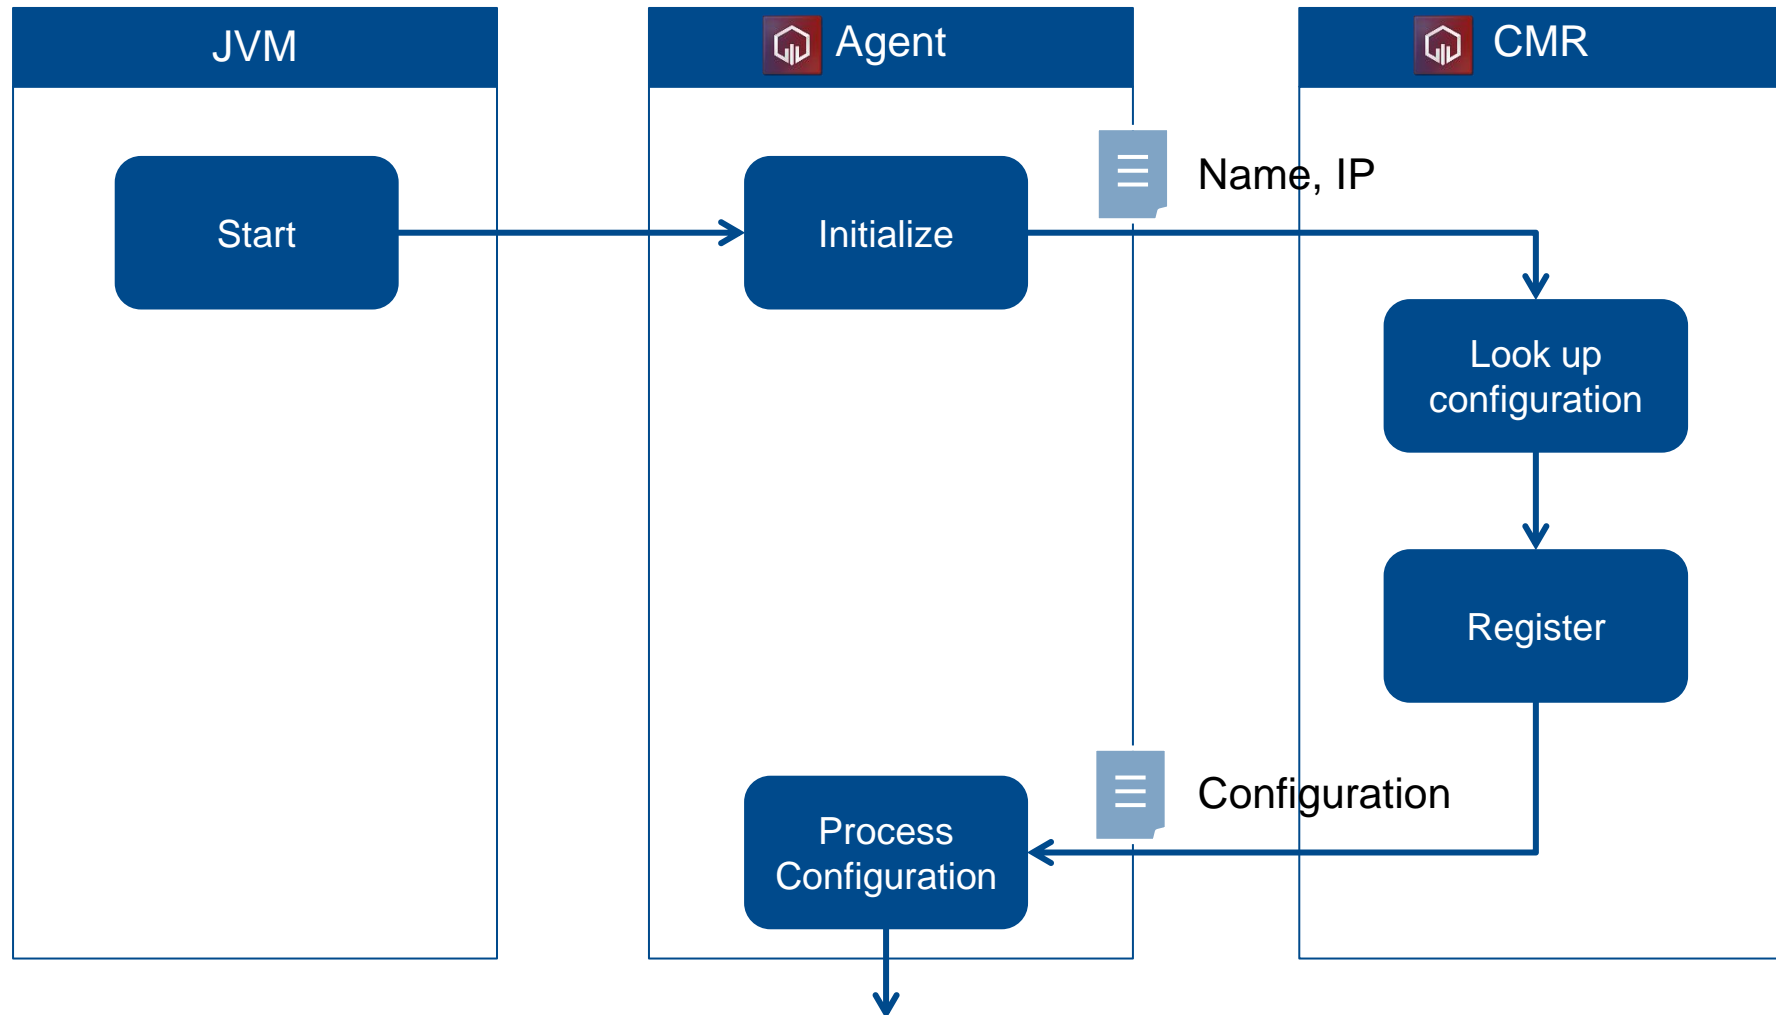 JVM
Agent
CMR
Name, IP
Start
Initialize
Look up
configuration
Register
Configuration
Process
Configuration